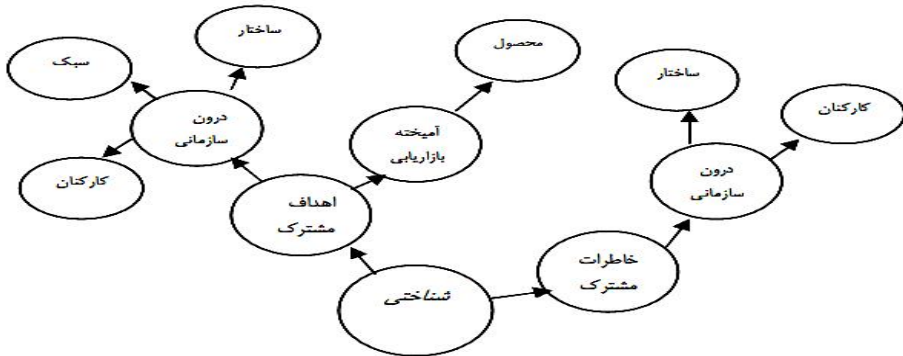 ساختار
محصول
سبک
ساختار
درون
سازمانی
کارکنان
آمیخته
بازاریابی
کارکنان
درون
سازمانی
اهداف
مشترک
خاطرات
مشترک
شناختی